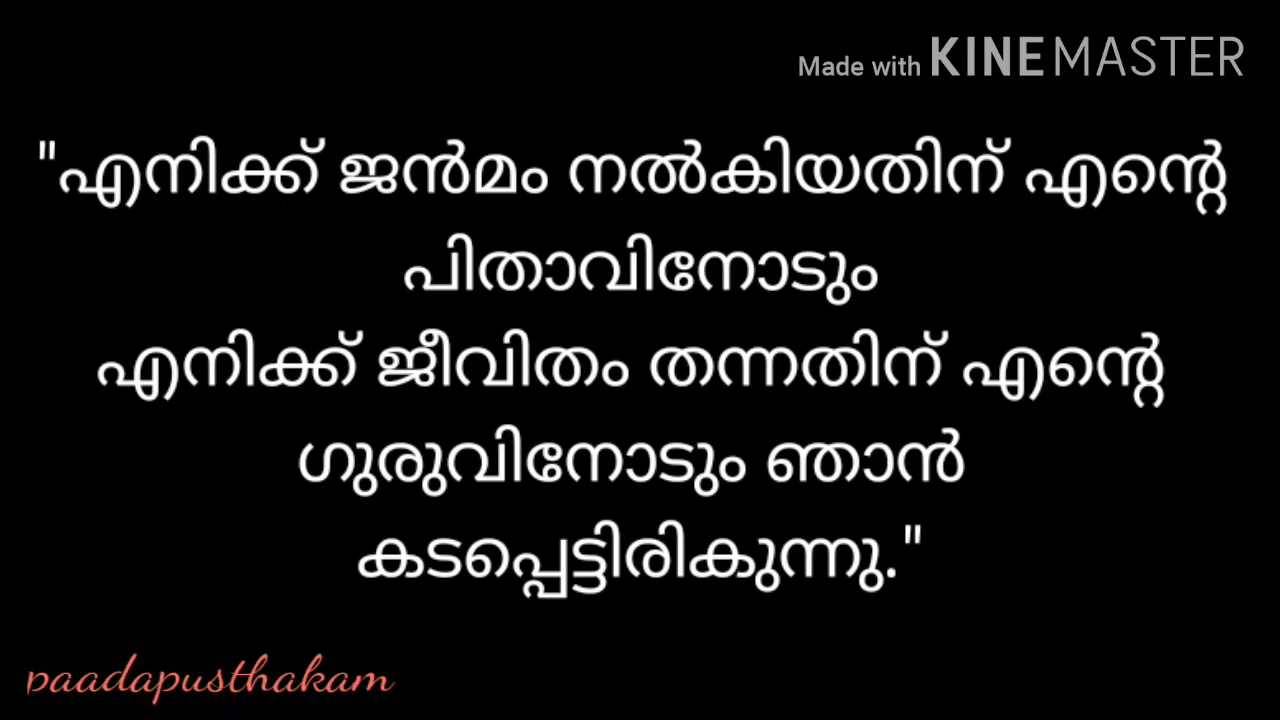 Made with KINEMASTER
"എനിക്ക് ജൻമം നൽകിയതിന് എന്റെ
പിതാവിനോടും
എനിക്ക് ജീവിതം തന്നതിന് എന്റെ
ഗുരുവിനോടും ഞാൻ
കടപ്പെട്ടിരികുന്നു."
paadapusthakam